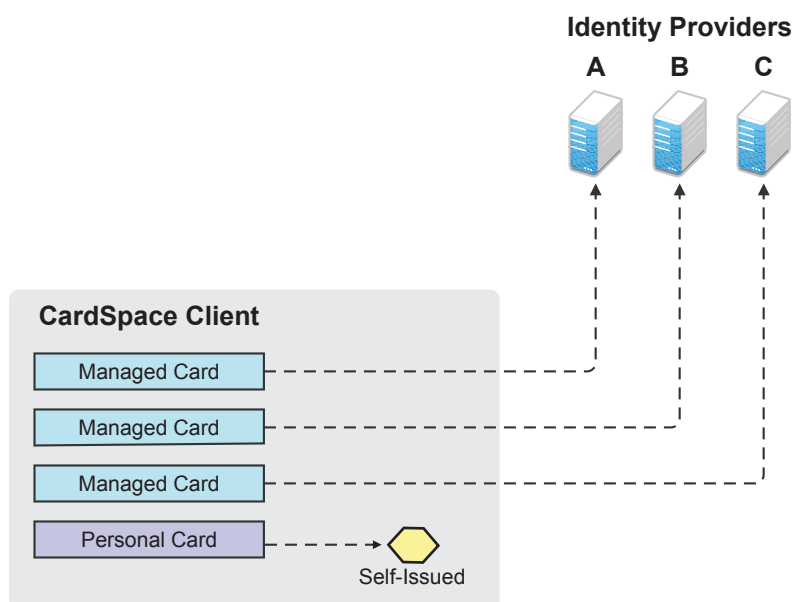 Identity Providers
A B C
CardSpace Client
Managed Card
Managed Card
Managed Card
Personal Card
Self-Issued